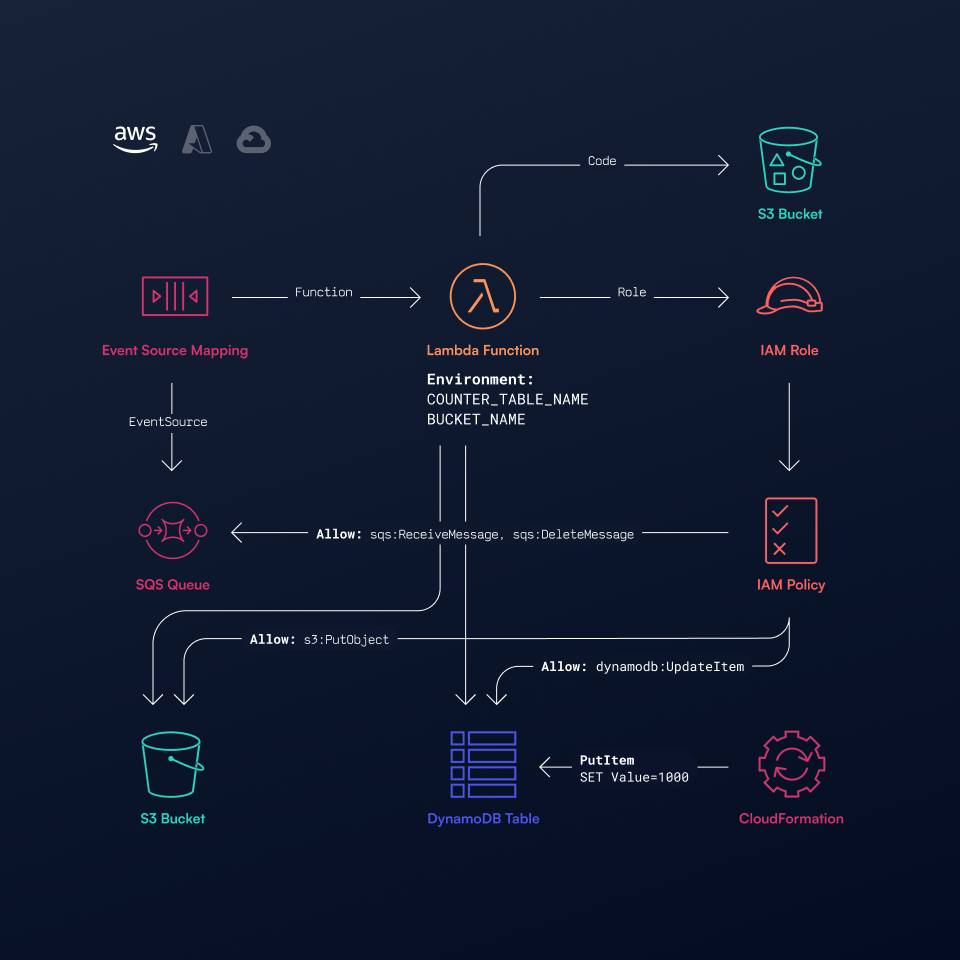 aws
Code
S3 Bucket
Function
Role
Event Source Mapping
Lambda Function
IAM Role
Environment:
COUNTER_TABLE_NAME
BUCKET_NAME
EventSource
Allow: sqs:ReceiveMessage, sqs:DeleteMessage
SQS Queue
IAM Policy
Allow: s3:PutObject
Allow: dynamodb:UpdateItem
PutItem
SET Value=1000
S3 Bucket
DynamoDB Table
CloudFormation